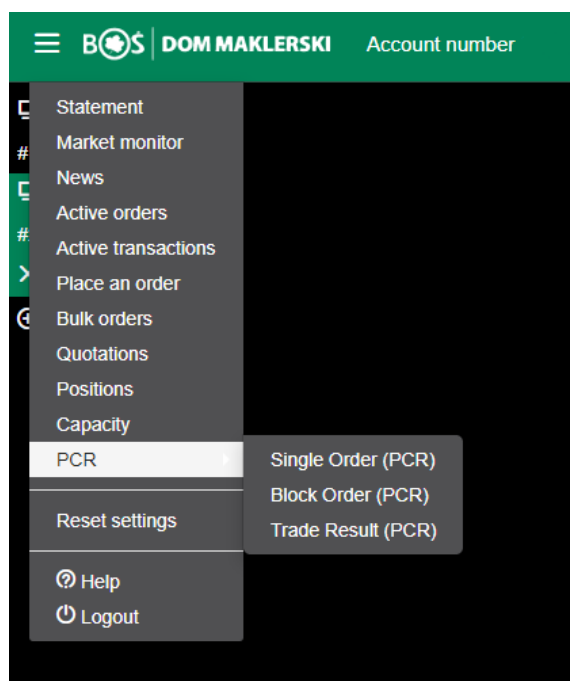 BOŚ DOM MAKLERSKI Account number
Statement
Market monitor
News
Active orders
Active transactions
Place an order
Bulk orders
Quotations
Positions
Capacity
PCR
Single Order (PCR)
Block Order (PCR)
Trade Result (PCR)
Reset settings
Help
Logout
#
#